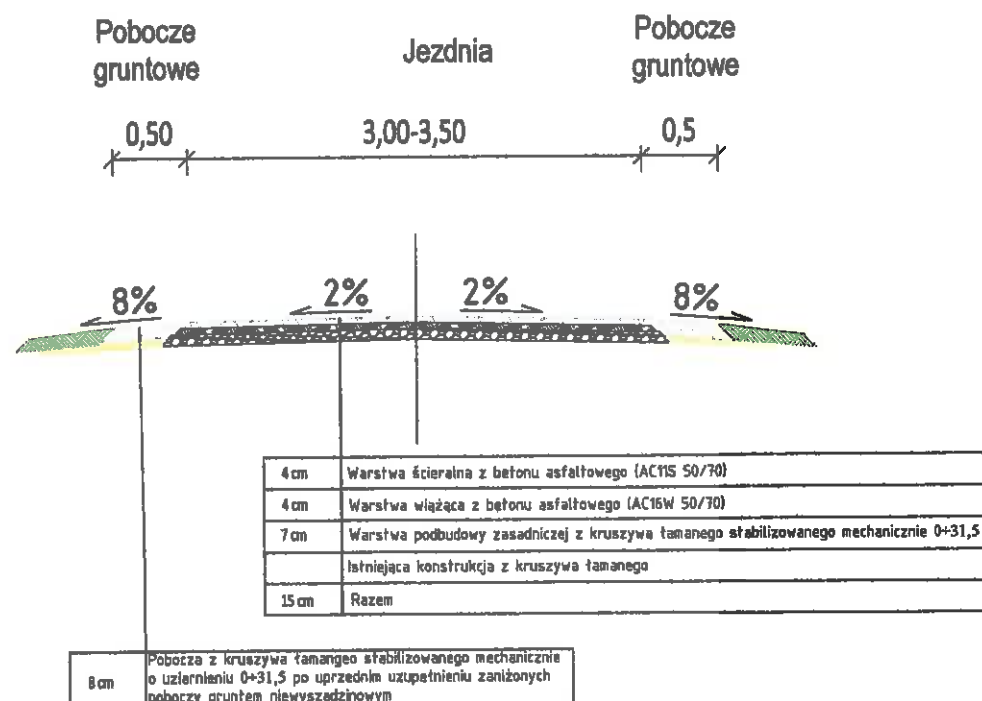 Pobocze
gruntowe
Jezdnia
Pobocze
gruntowe
0,50
3,00-3,50
0,5
8%
2%
2%
8%
4cm Warstwa ścieralna z betonu asfaltowego (AC11S 50/70)
4cm Warstwa wiążąca z betonu asfaltowego (AC16W 50/70)
7cm Warstwa podbudowy zasadniczej z kruszywa łamanego stabilizowanego mechanicznie 0÷31,5
Istniejąca konstrukcja z kruszywa łamanego
15cm Razem
Pobocza z kruszywa łamangeo stabilizowanego mechanicznie
8cm o uziarnieniu 0÷31,5 po uprzednim uzupełnieniu zaniżonych
poboczy gruntem niewyszadzinowym